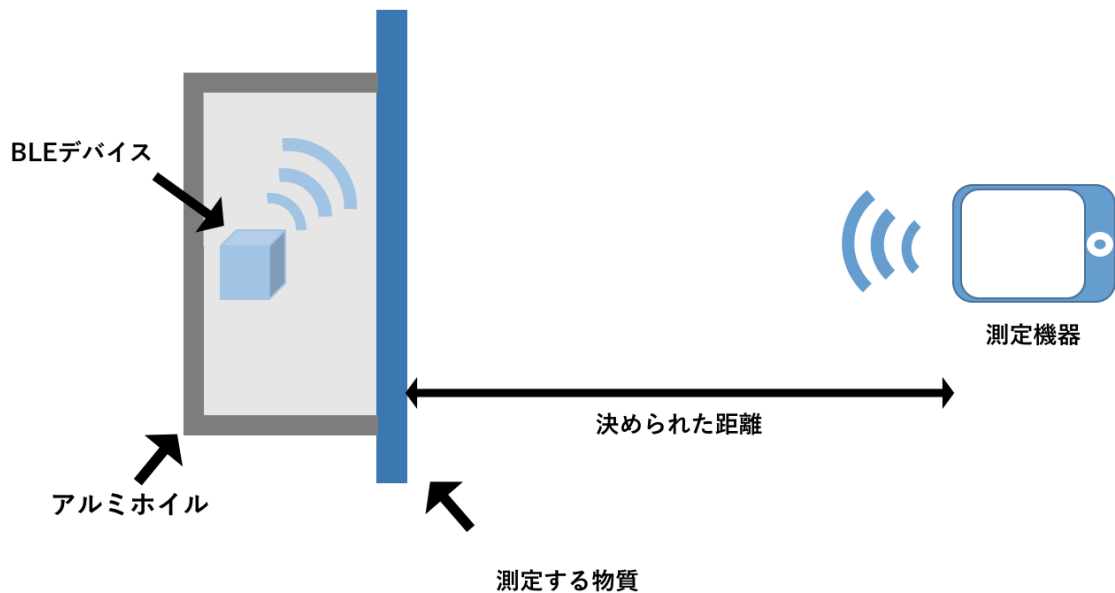 BLEデバイス
測定機器
決められた距離
アルミホイル
測定する物質